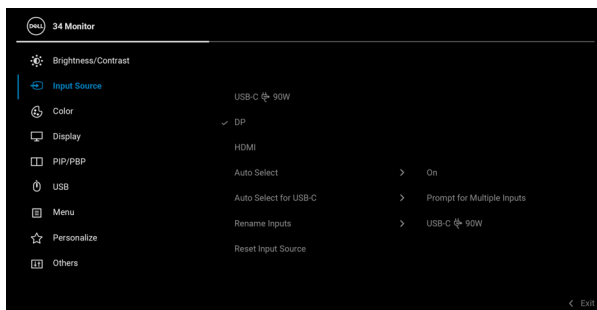 DELL 34 Monitor
Brightness/Contrast
Input Source
Color
Display
PIP/PBP
USB
Menu
Personalize
Others
USB-C 90W
DP
HDMI
Auto Select > On
Auto Select for USB-C > Prompt for Multiple Inputs
Rename Inputs > USB-C 90W
Reset Input Source
< Exit